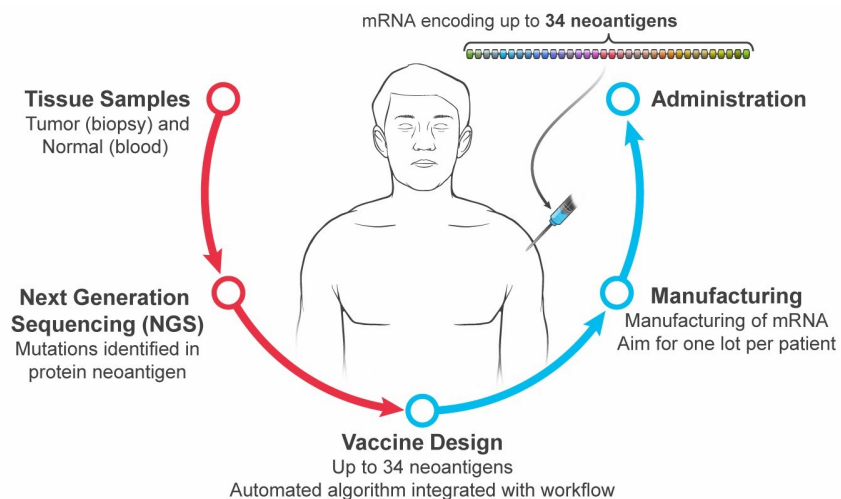 mRNA encoding up to 34 neoantigens
Tissue Samples
Tumor (biopsy) and
Normal (blood)
Administration
Next Generation
Sequencing (NGS)
Mutations identified in
protein neoantigen
Manufacturing
Manufacturing of mRNA
Aim for one lot per patient
Vaccine Design
Up to 34 neoantigens
Automated algorithm integrated with workflow